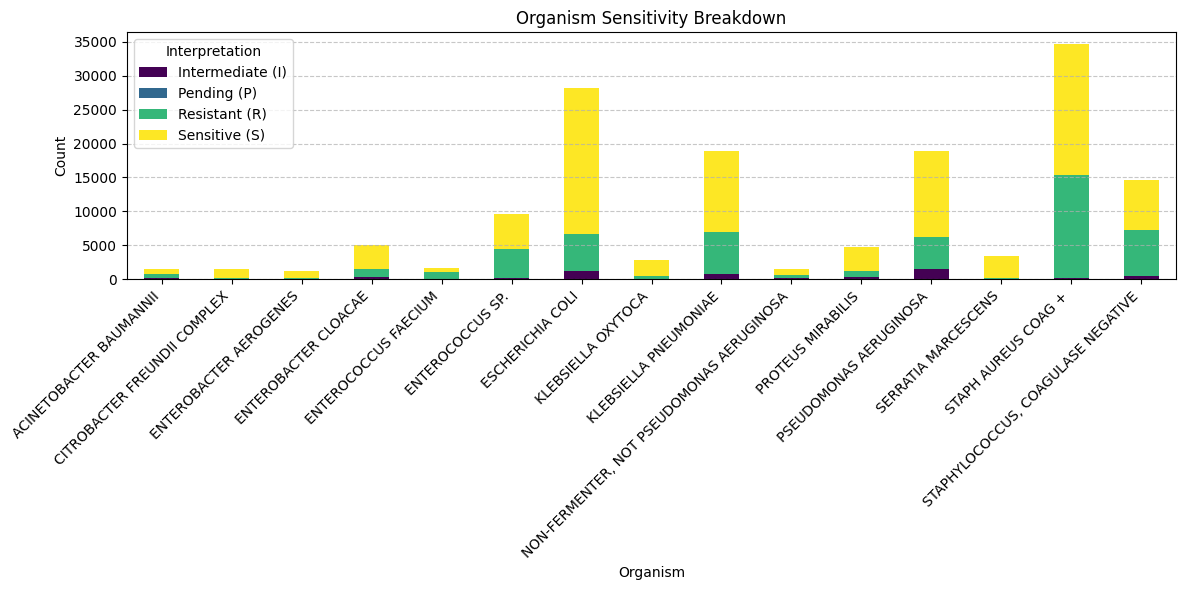 Organism Sensitivity Breakdown
Interpretation
Intermediate (I)
Pending (P)
Resistant (R)
Sensitive (S)
Count
35000
30000
25000
20000
15000
10000
5000
0
ACINETOBACTER BAUMANNII
CITROBACTER FREUNDII COMPLEX
ENTEROBACTER AEROGENES
ENTEROBACTER CLOACAE
ENTEROCOCCUS FAECIUM
ENTEROCOCCUS SP.
ESCHERICHIA COLI
KLEBSIELLA OXYTOCA
KLEBSIELLA PNEUMONIAE
NON-FERMENTER, NOT PSEUDOMONAS AERUGINOSA
PROTEUS MIRABILIS
PSEUDOMONAS AERUGINOSA
SERRATIA MARCESCENS
STAPH AUREUS COAG +
STAPHYLOCOCCUS, COAGULASE NEGATIVE
Organism